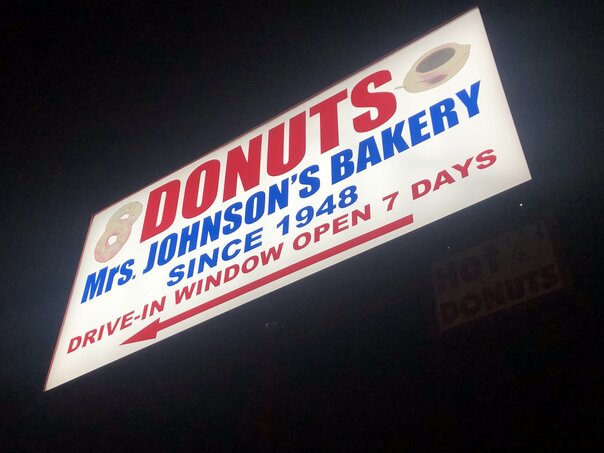 DONUTS
Mrs. JOHNSON'S BAKERY
SINCE 1948
DRIVE-IN WINDOW OPEN 7 DAYS
HOT
DONUTS